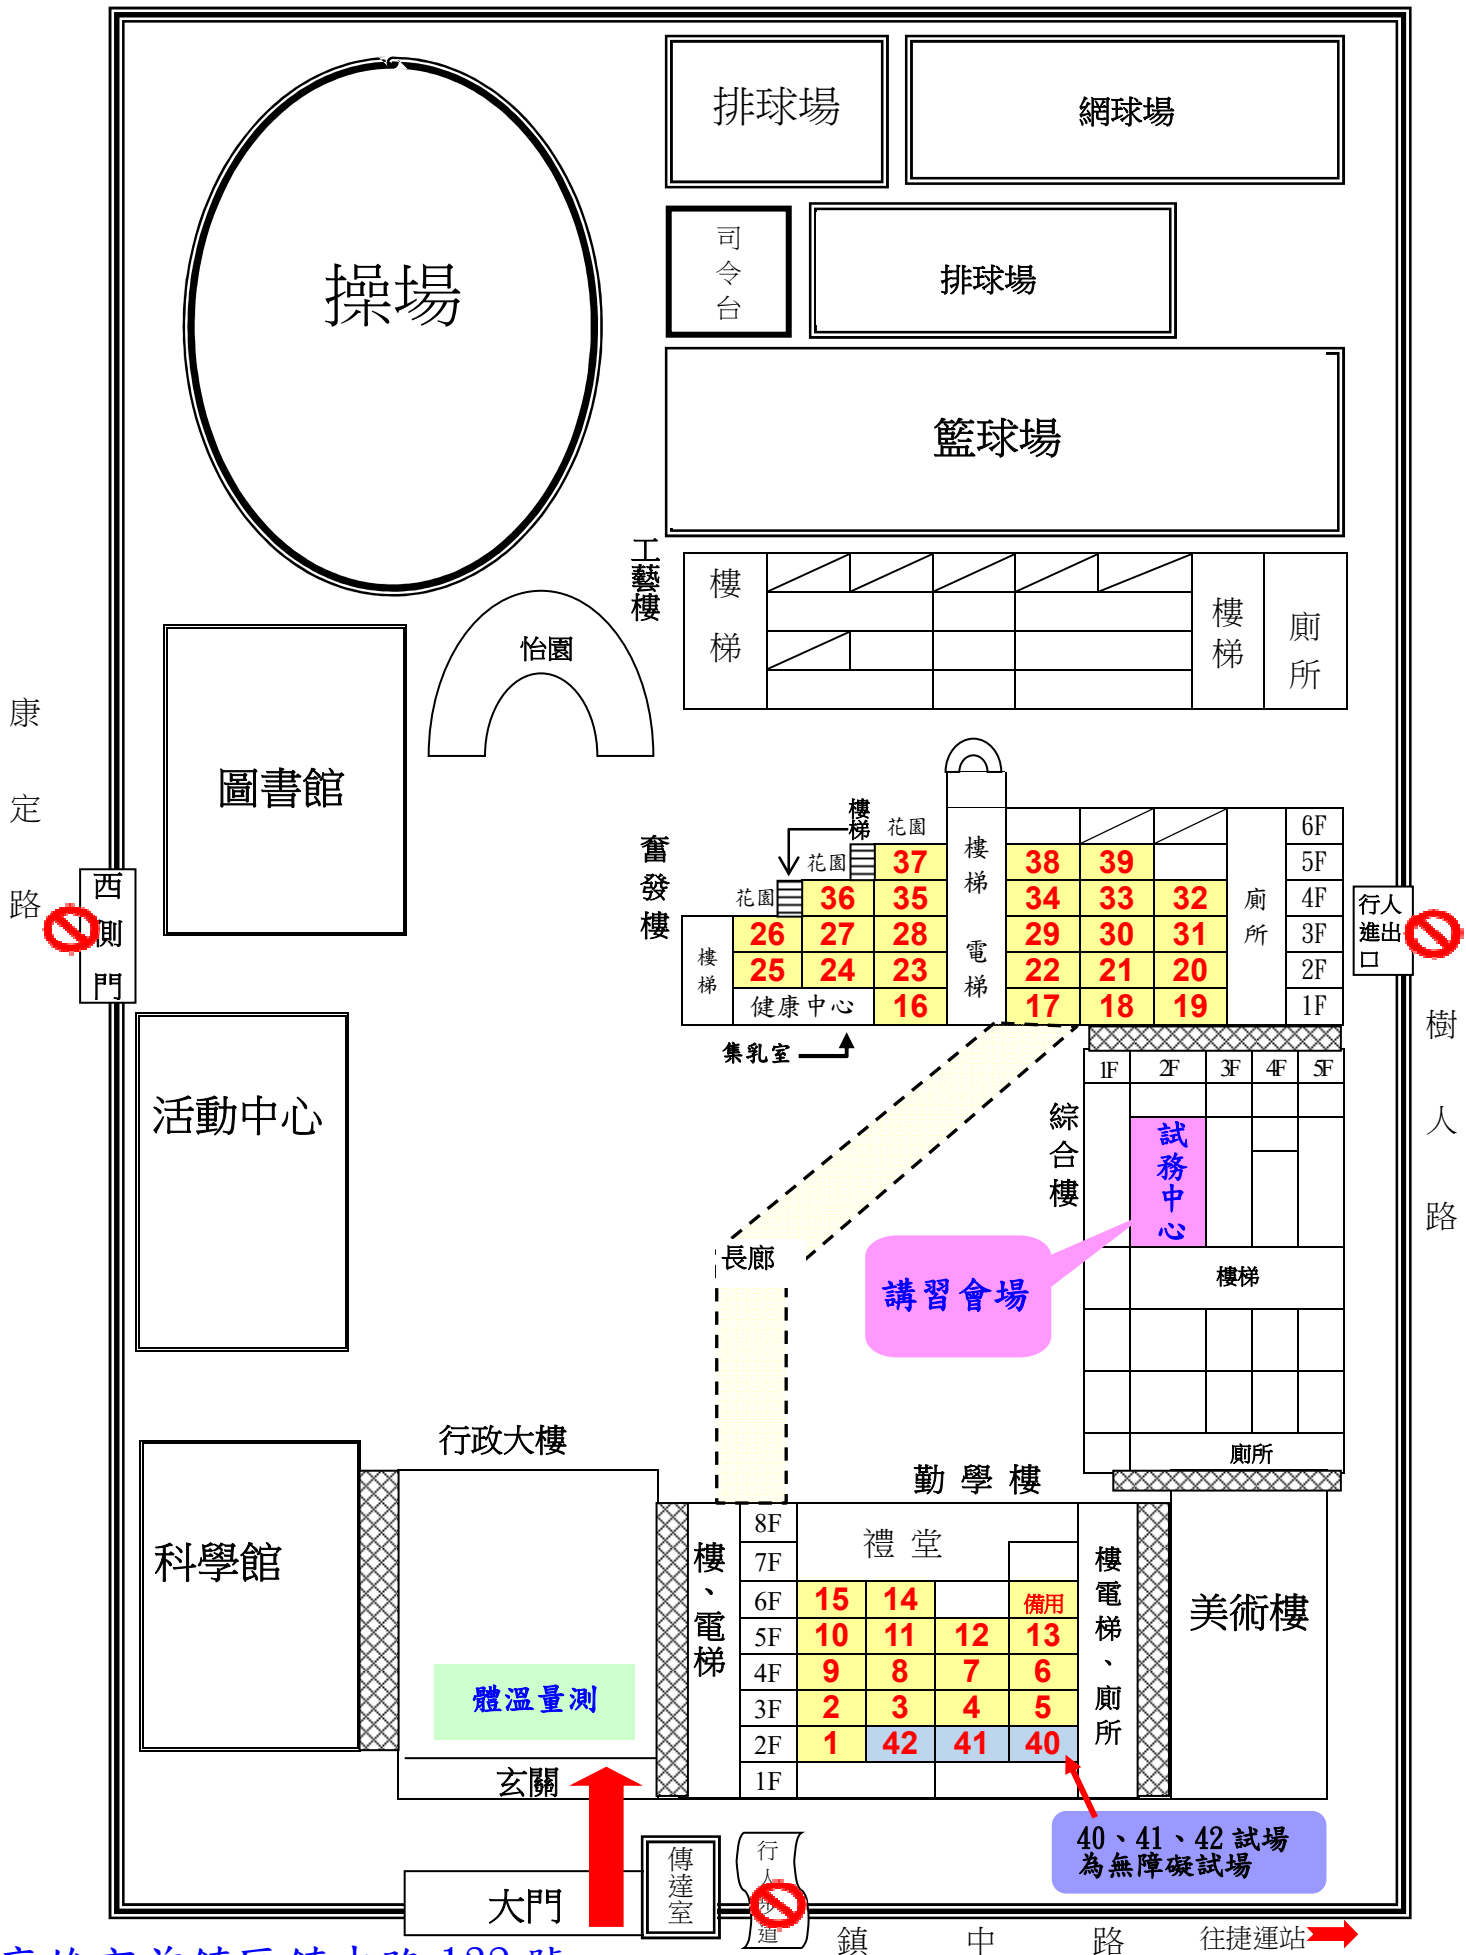 排球場
網球場
司令台
排球場
操場
籃球場
工藝樓
樓梯
樓梯
廁所
怡園
康定路
圖書館
西側門
奮發樓
樓梯
花園
花園
花園
樓梯 電梯
樓梯
廁所
6F
37 38 39 5F
36 35 34 33 32 4F
26 27 28 29 30 31 3F
25 24 23 22 21 20 2F
健康中心 16 17 18 19 1F
集乳室
行人進出口
樹人路
1F 2F 3F 4F 5F
綜合樓
試務中心
講習會場
樓梯
廁所
活動中心
長廊
行政大樓
勤學樓
科學館
體溫量測
玄關
樓、電梯
8F
禮堂
7F
6F 15 14 備用
5F 10 11 12 13
4F 9 8 7 6
3F 2 3 4 5
2F 1 42 41 40
1F
樓電梯、廁所
美術樓
40、41、42試場
為無障礙試場
大門
傳達室
鎮中路
往捷運站